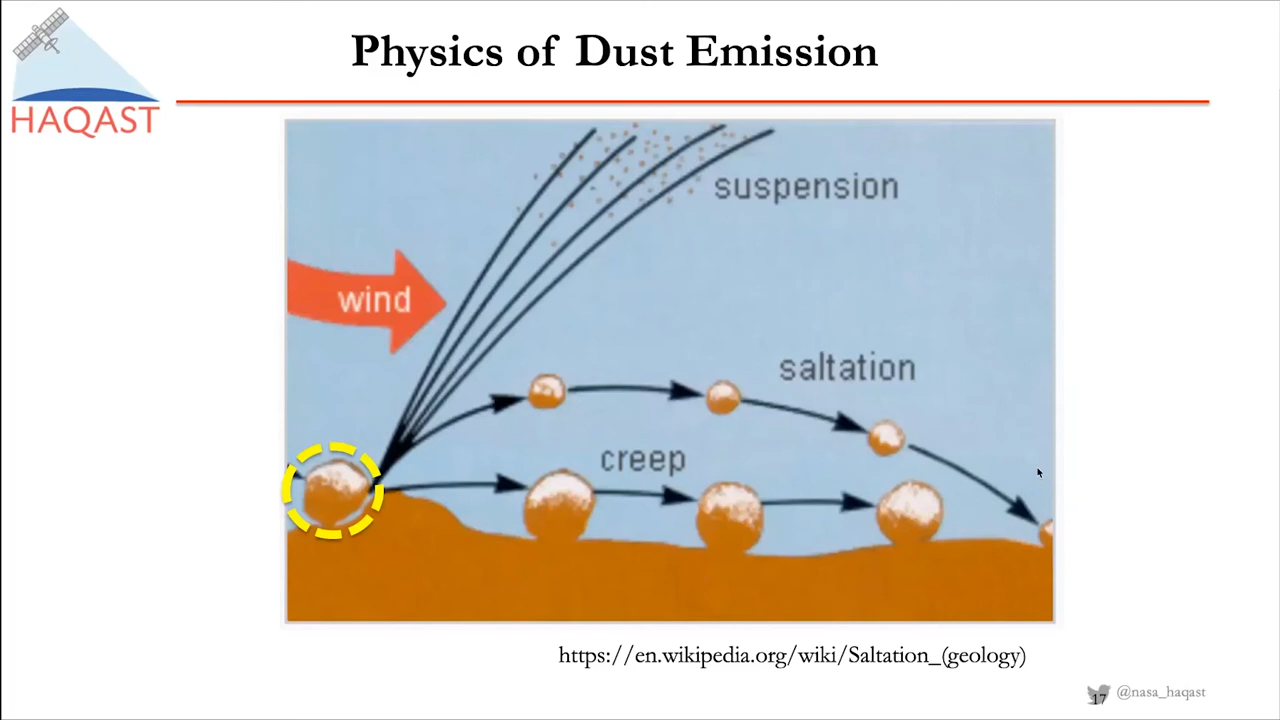 Physics of Dust Emission
HAQAST
suspension
wind
saltation
creep
https://en.wikipedia.org/wiki/Saltation_(geology)
17
@nasa_haqast